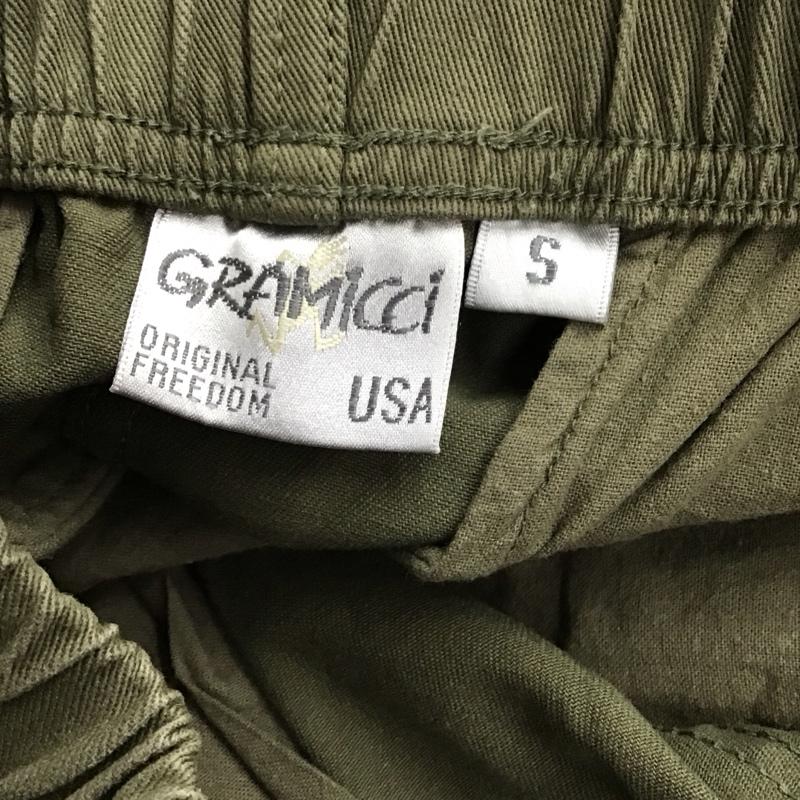 GRAMiCCi
ORIGINAL
FREEDOM
USA
S